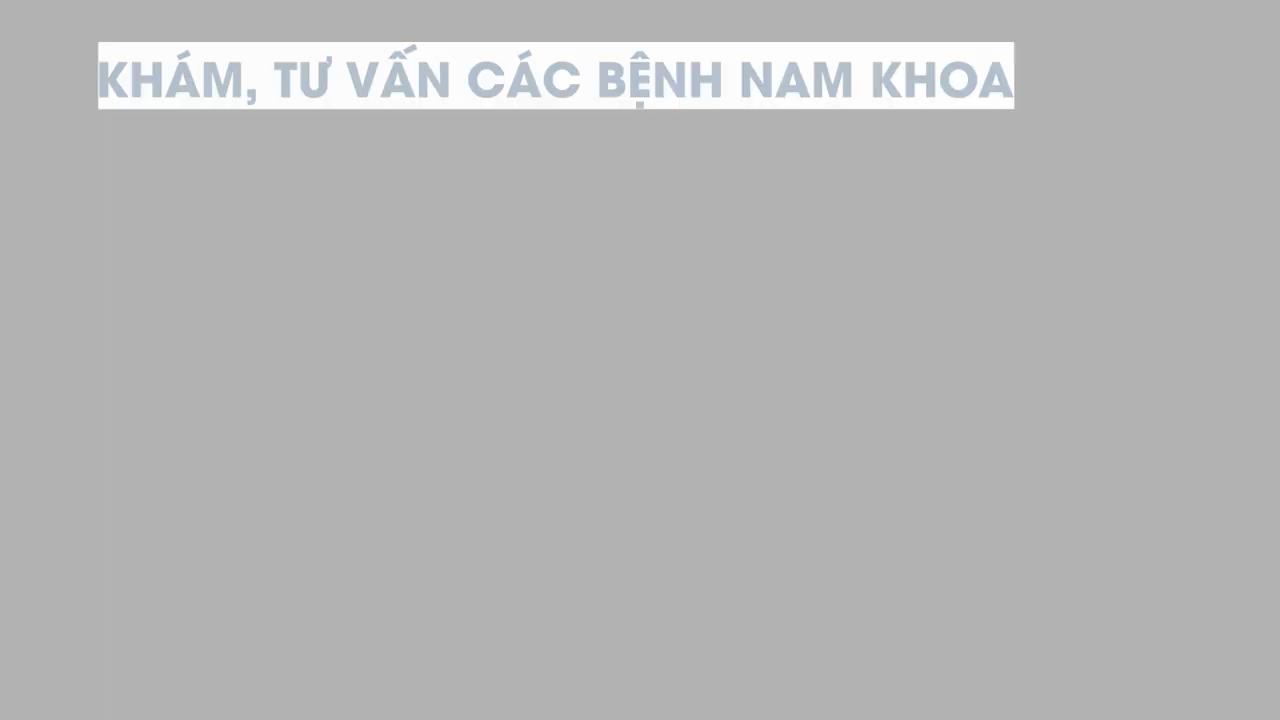 KHÁM, TƯ VẤN CÁC BỆNH NAM KHOA